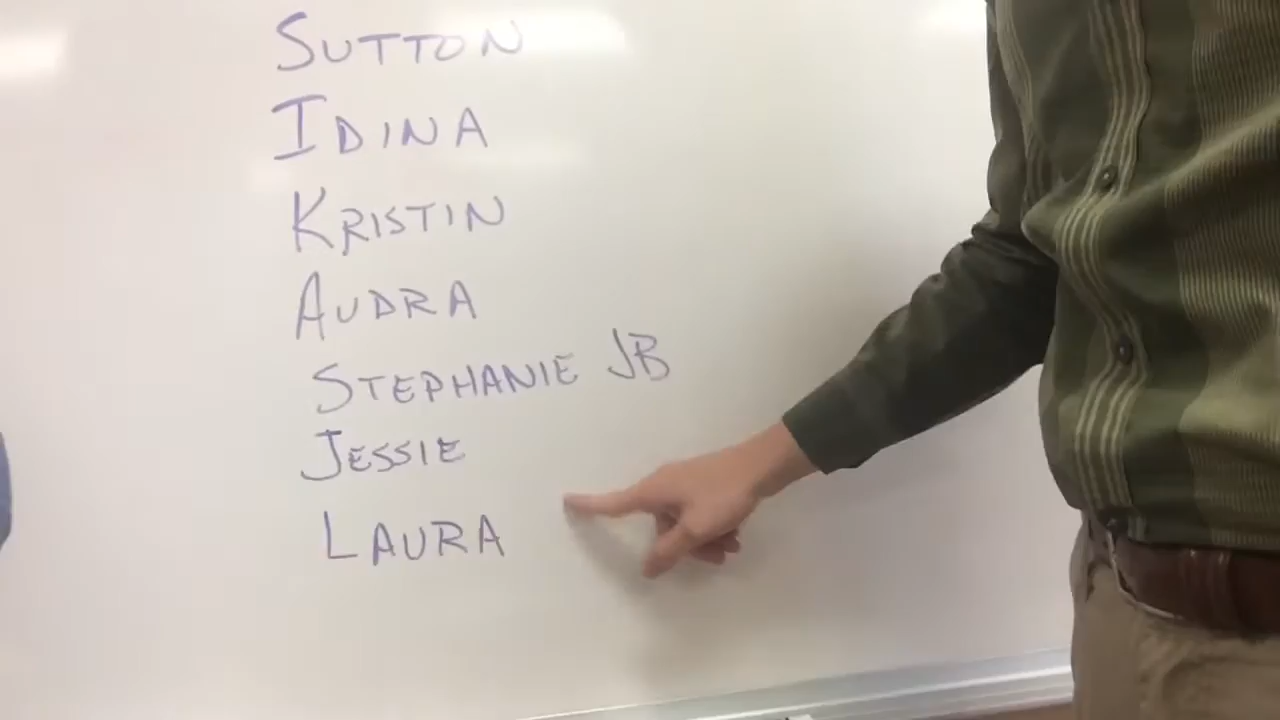 SUTTON
IDINA
KRISTIN
AUDRA
STEPHANIE JB
JESSIE
LAURA